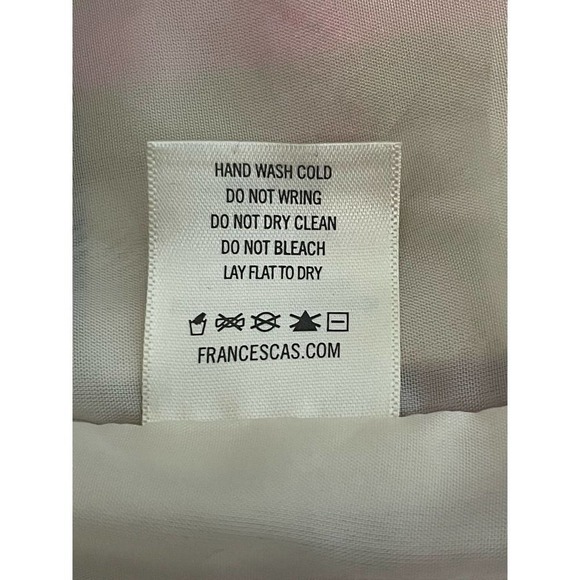 HAND WASH COLD
DO NOT WRING
DO NOT DRY CLEAN
DO NOT BLEACH
LAY FLAT TO DRY
FRANCESCAS.COM